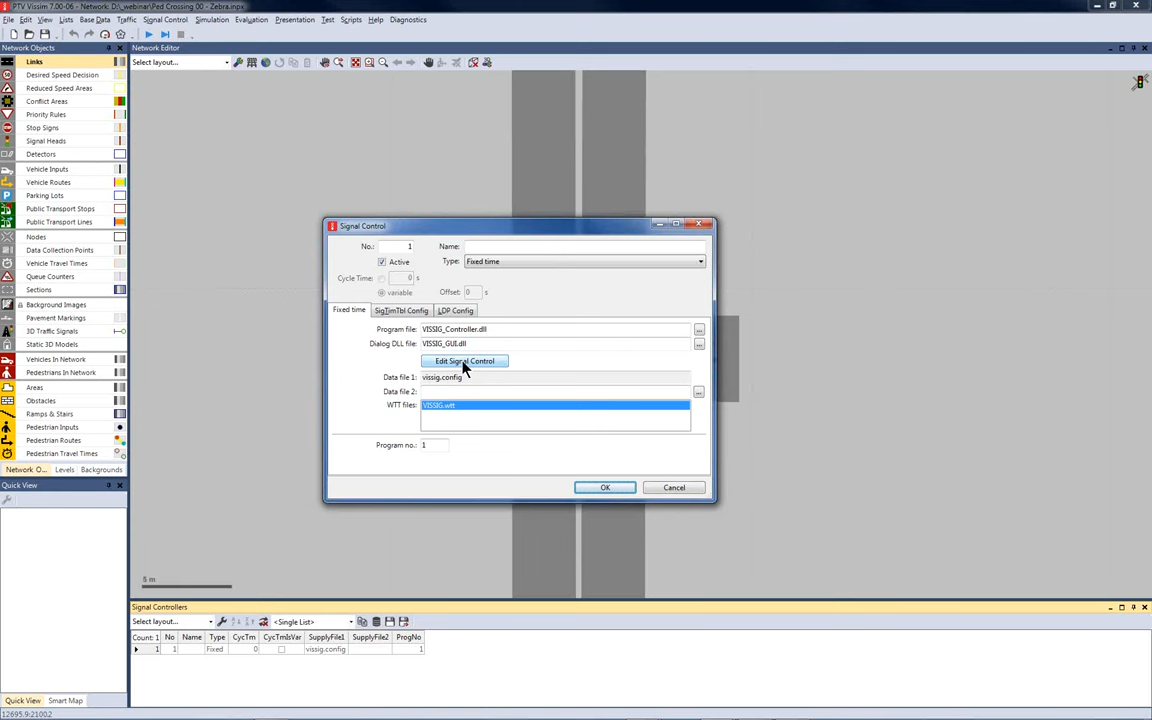 PTV Vissim 7.00-06 - Network: D:\_webinar\Ped Crossing 00 - Zebra.inpx
File Edit View Lists Base Data Traffic Signal Control Simulation Evaluation Presentation Test Scripts Help Diagnostics
Network Objects
Links
Desired Speed Decision
Reduced Speed Areas
Conflict Areas
Priority Rules
Stop Signs
Signal Heads
Detectors
Vehicle Inputs
Vehicle Routes
Parking Lots
Public Transport Stops
Public Transport Lines
Nodes
Data Collection Points
Vehicle Travel Times
Queue Counters
Sections
Background Images
Pavement Markings
3D Traffic Signals
Static 3D Models
Vehicles In Network
Pedestrians In Network
Areas
Obstacles
Ramps & Stairs
Pedestrian Inputs
Pedestrian Routes
Pedestrian Travel Times
Network O... Levels Backgrounds
Quick View
Quick View Smart Map
12695.9:2100.2
Network Editor
Select layout...
5 m
Signal Control
No.: 1 Name:
Active Type: Fixed time
Cycle Time: 0 s
variable Offset: 0 s
Fixed time SigTimTbl Config LDP Config
Program file: VISSIG_Controller.dll ...
Dialog DLL file: VISSIG_GUI.dll ...
Edit Signal Control
Data file 1: vissig.config
Data file 2: ...
WTT files: VISSIG.wtt
Program no.: 1
OK Cancel
Signal Controllers
Select layout... <Single List>
Count: 1 No Name Type CycTm CycTmIsVar SupplyFile1 SupplyFile2 ProgNo
1 1 Fixed 0 vissig.config 1